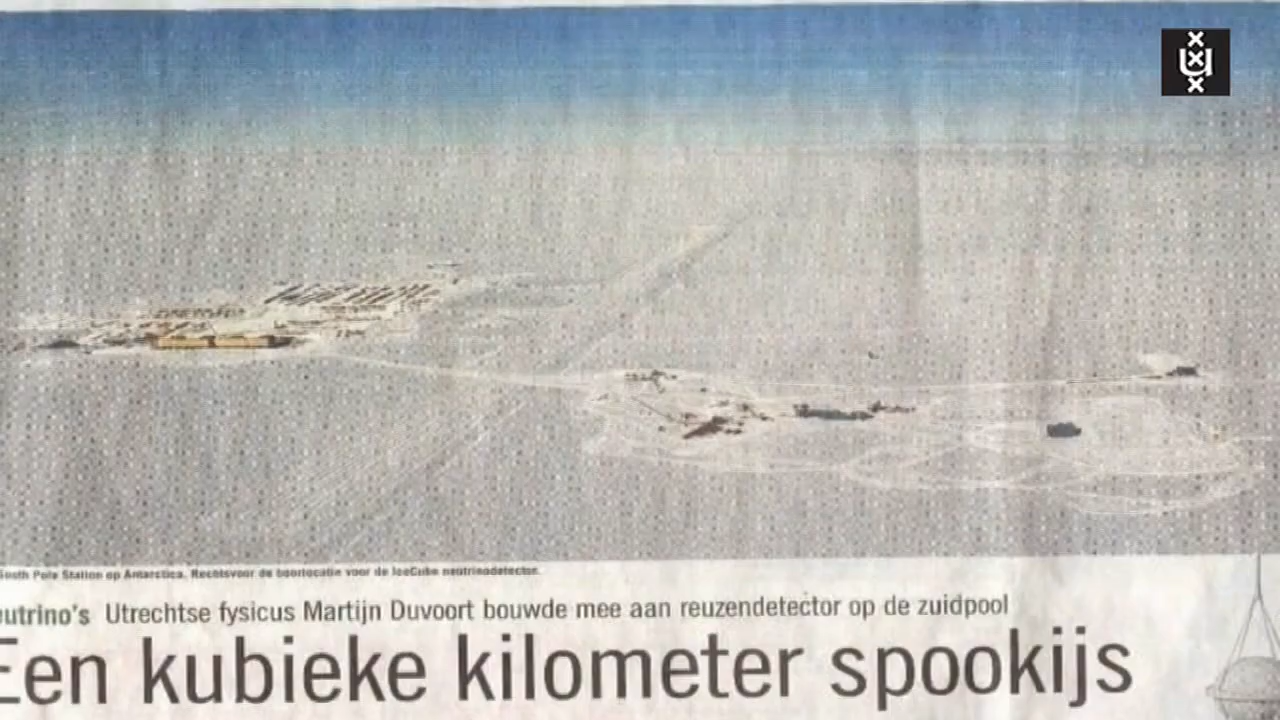 South Pole Station op Antarctica. Rechtsvoor de boorlocatie voor de IceCube neutrinodetector.
utrino's Utrechtse fysicus Martijn Duvoort bouwde mee aan reuzendetector op de zuidpool
Een kubieke kilometer spookijs